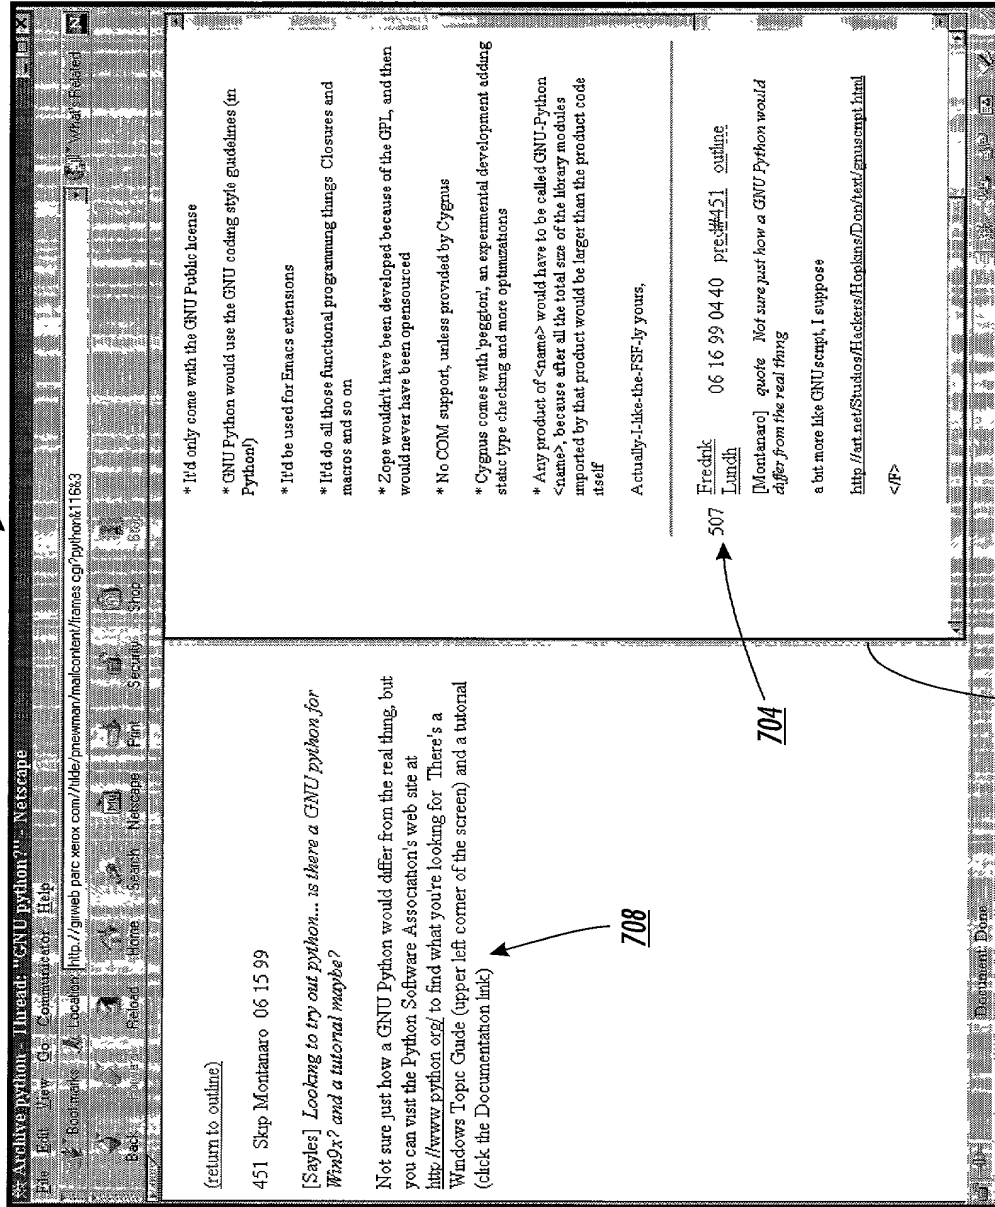 Archive python - Thread: "GNU python?" - Netscape
File Edit View Go Communicator Help
Bookmarks Location: http://girweb parc xerox com//tilde/pnewman/mailcontent/frames cgi?python&116&3 What's Related
Back Reload Home Search Netscape Print Security Shop Stop
(return to outline)
451 Skip Montanaro 06 15 99
[Sayles] Looking to try out python... is there a GNU python for
Win9x? and a tutorial maybe?
Not sure just how a GNU Python would differ from the real thing, but
you can visit the Python Software Association's web site at
http://www python org/ to find what you're looking for There's a
Windows Topic Guide (upper left corner of the screen) and a tutorial
(click the Documentation link)
708
* It'd only come with the GNU Public license
* GNU Python would use the GNU coding style guidelines (in
Python!)
* It'd be used for Emacs extensions
* It'd do all those functional programming things Closures and
macros and so on
* Zope wouldn't have been developed because of the GPL, and then
would never have been opensourced
* No COM support, unless provided by Cygnus
* Cygnus comes with 'peggton', an experimental development adding
static type checking and more optimizations
* Any product of <name> would have to be called GNU-Python
<name>, because after all the total size of the library modules
imported by that product would be larger than the product code
itself
Actually-I-like-the-FSF-ly yours,
507 Fredrik 06 16 99 04 40 pred#451 outline
Lundh
[Montanaro] quote Not sure just how a GNU Python would
differ from the real thing
a bit more like GNUscript, I suppose
http //art.net/Studios/Hackers/Hopkins/Don/text/gnuscript html
</F>
704
Document: Done